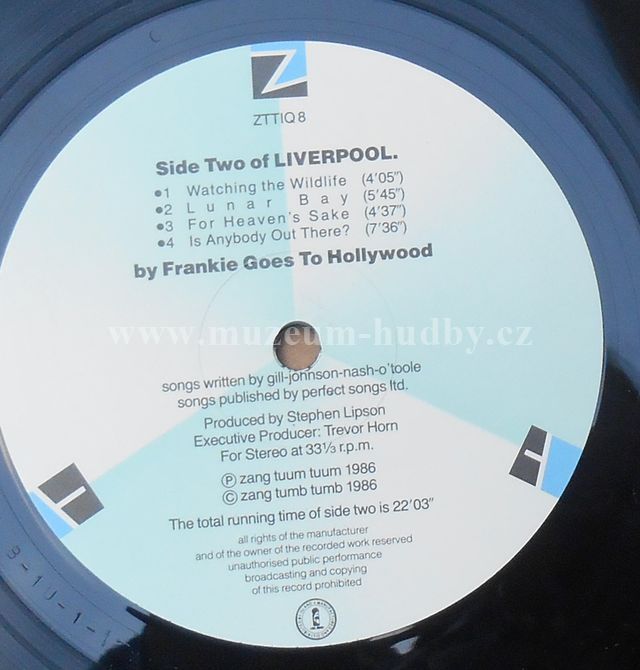 Z
ZTTIQ8
Side Two of LIVERPOOL.
●1 Watching the Wildlife (4'05")
●2 Lunar Bay (5'45")
●3 For Heaven's Sake (4'37")
●4 Is Anybody Out There? (7'36")
by Frankie Goes To Hollywood
www.muzeum-hudby.cz
songs written by gill-johnson-nash-o'toole
songs published by perfect songs ltd.
Produced by Stephen Lipson
Executive Producer: Trevor Horn
For Stereo at 33⅓ r.p.m.
Ⓟ zang tuum tuum 1986
© zang tumb tumb 1986
The total running time of side two is 22'03"
all rights of the manufacturer
and of the owner of the recorded work reserved
unauthorised public performance
broadcasting and copying
of this record prohibited